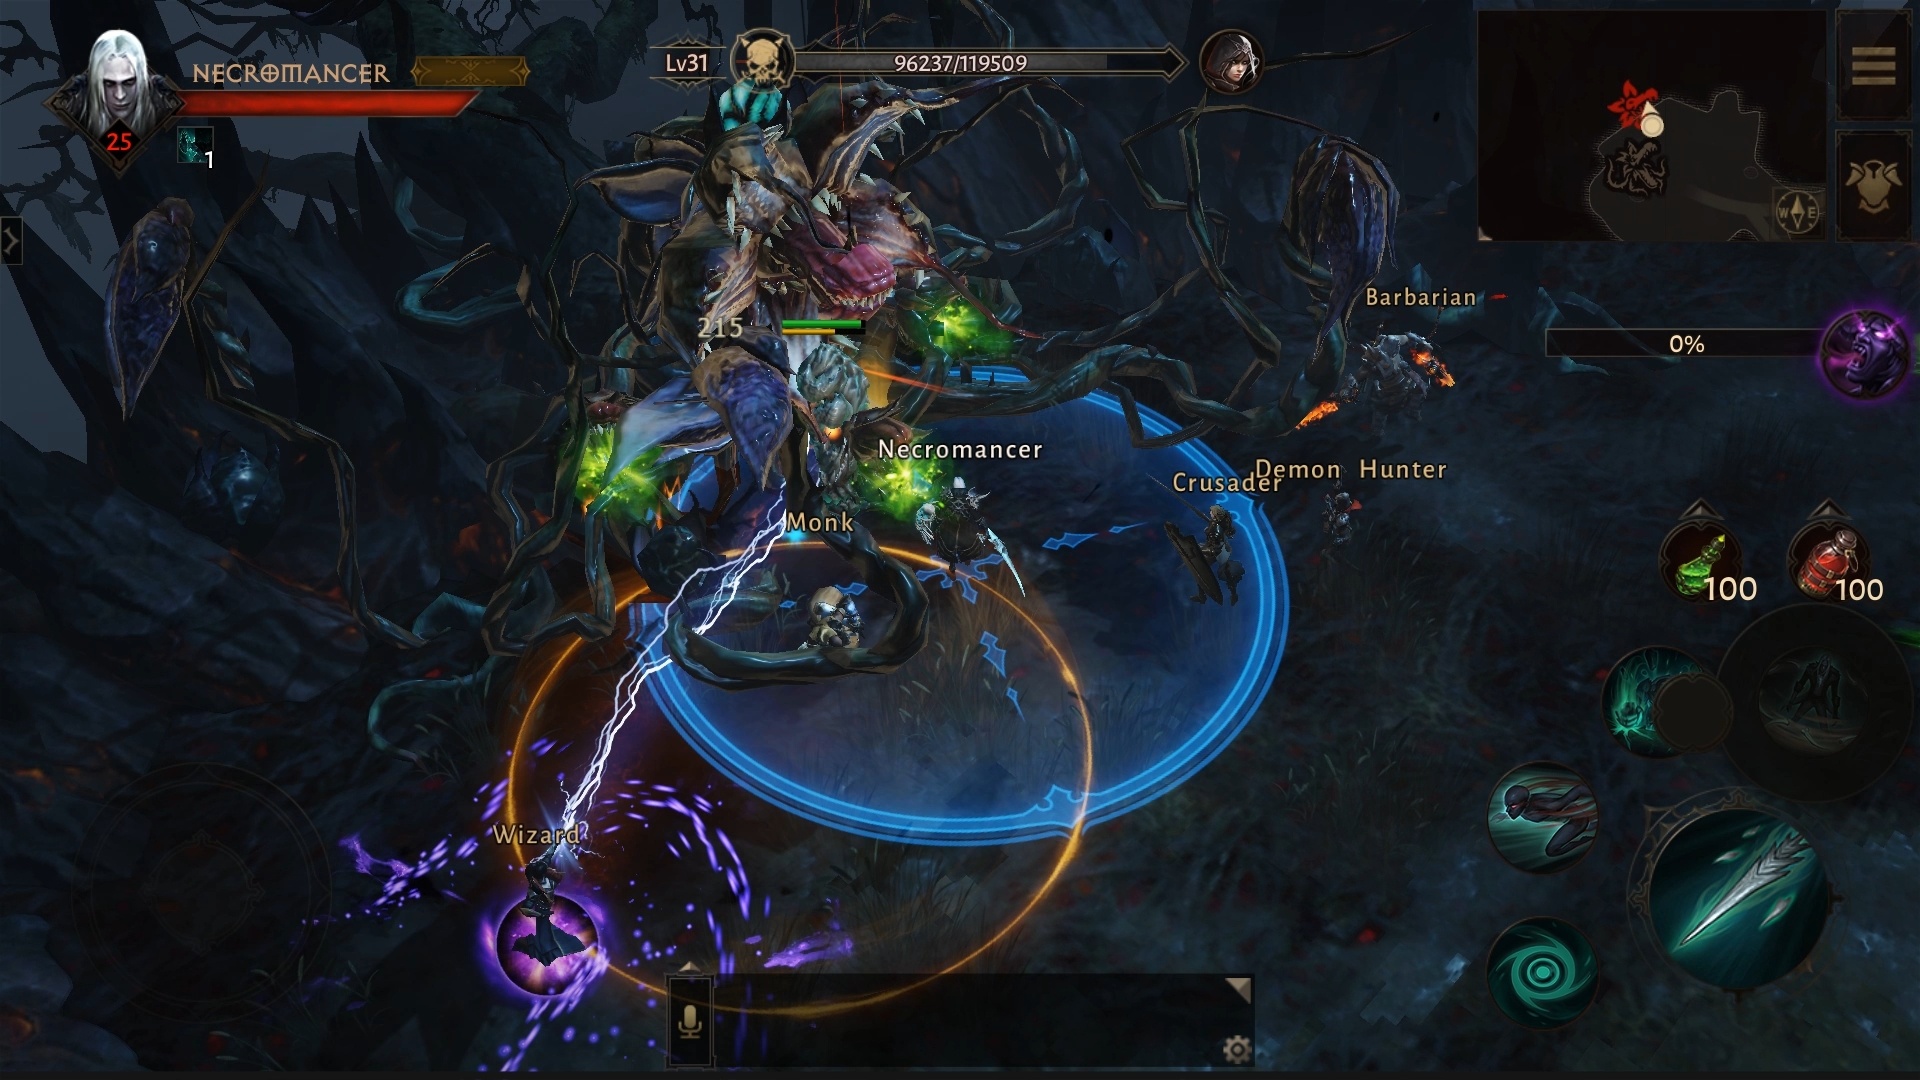 NECROMANCER
25
1
Lv31
96237/119509
W E
Barbarian
0%
215
Necromancer
Demon Hunter
Crusader
Monk
100
100
Wizard